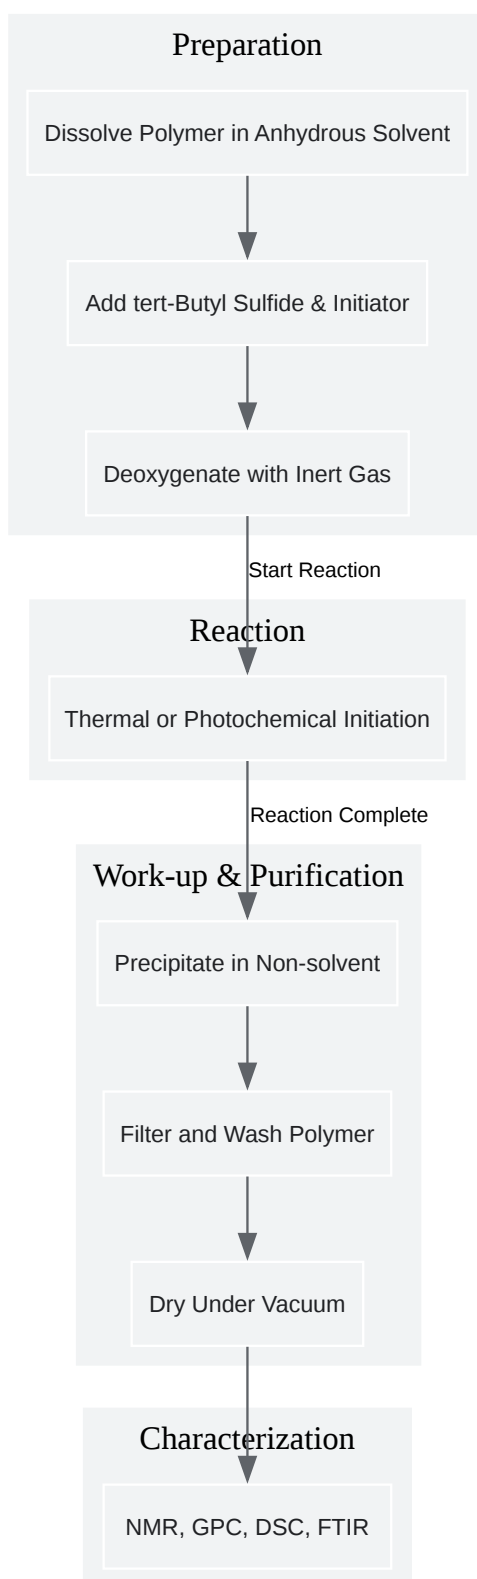 Preparation
Dissolve Polymer in Anhydrous Solvent
Add tert-Butyl Sulfide & Initiator
Deoxygenate with Inert Gas
Start Reaction
Reaction
Thermal or Photochemical Initiation
Reaction Complete
Work-up & Purification
Precipitate in Non-solvent
Filter and Wash Polymer
Dry Under Vacuum
Characterization
NMR, GPC, DSC, FTIR